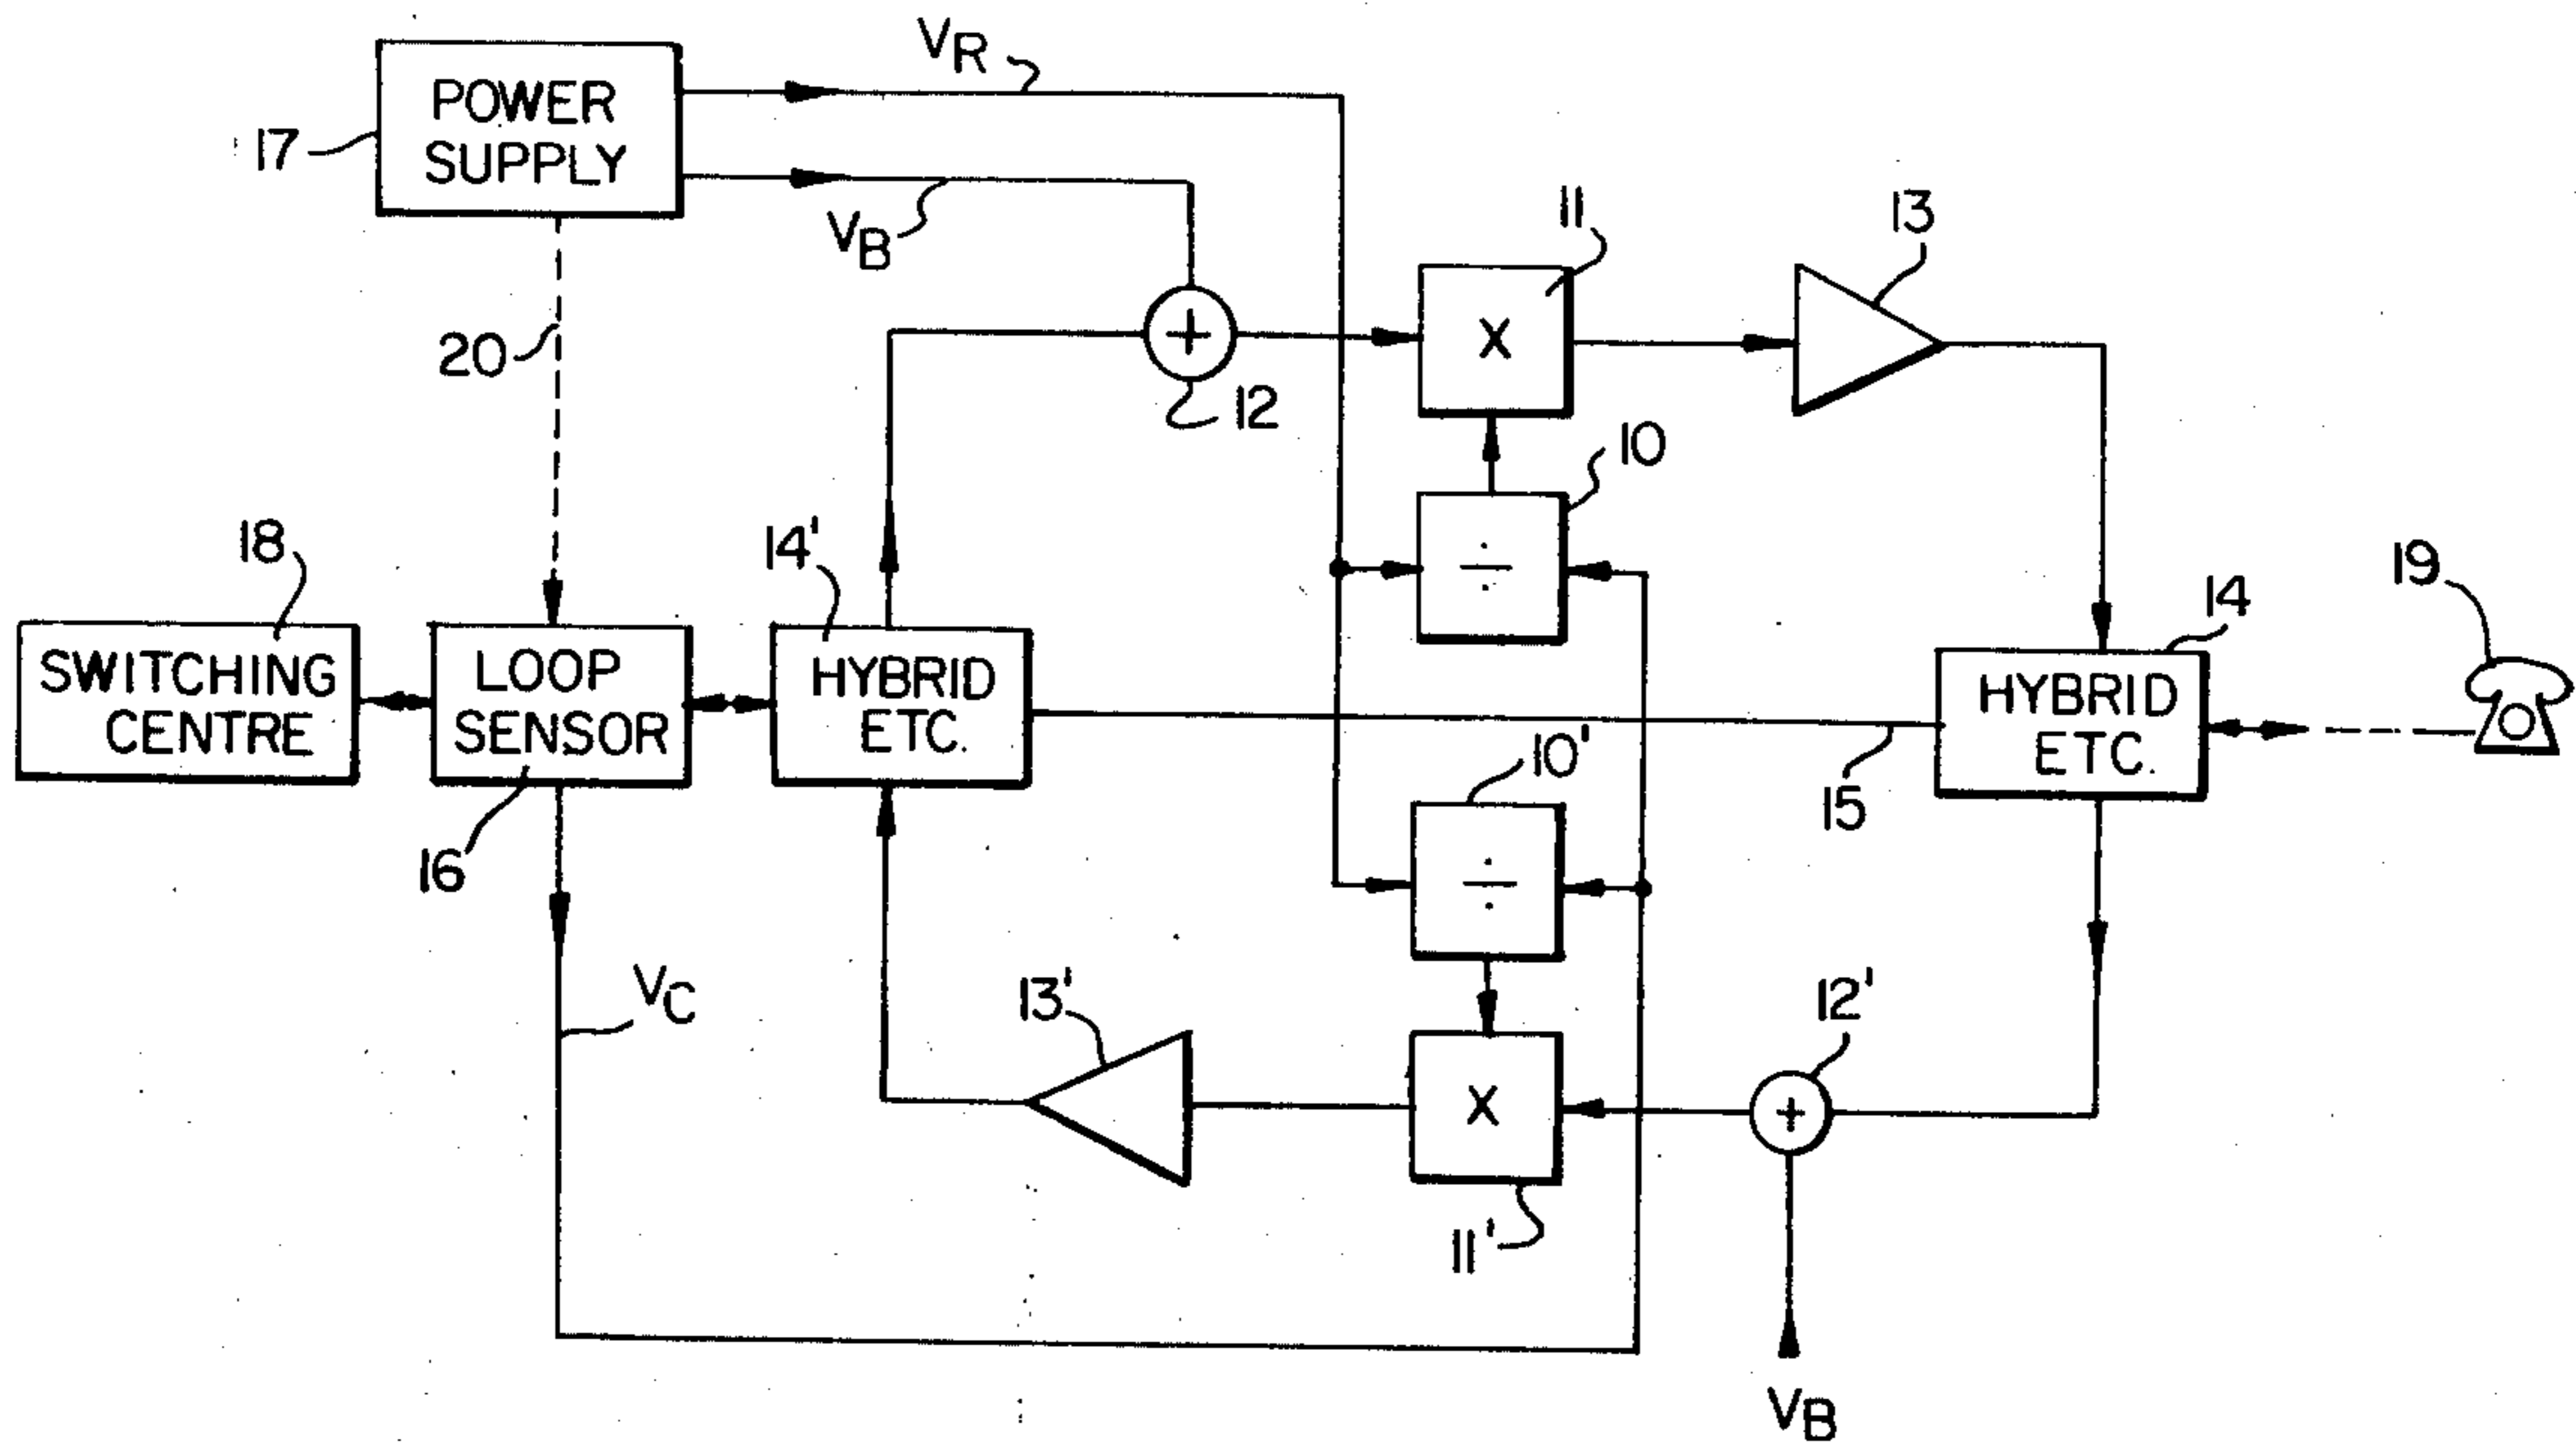 VR
POWER
SUPPLY
17
VB
11
13
+
X
20
12
10
÷
18
14'
14
19
SWITCHING
CENTRE
LOOP
SENSOR
HYBRID
ETC.
HYBRID
ETC.
10'
15
16
÷
VC
13'
12'
X
+
11'
VB